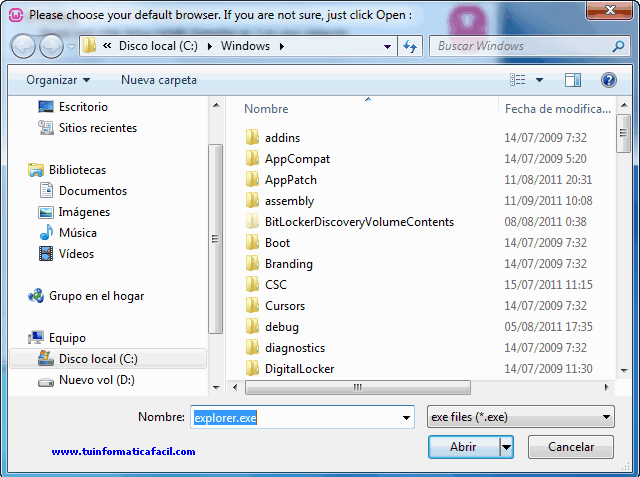 Please choose your default browser. If you are not sure, just click Open :
« Disco local (C:) Windows
Buscar Windows
Organizar Nueva carpeta
Escritorio
Sitios recientes
Bibliotecas
Documentos
Imágenes
Música
Vídeos
Grupo en el hogar
Equipo
Disco local (C:)
Nuevo vol (D:)
Nombre Fecha de modifica...
addins 14/07/2009 7:32
AppCompat 14/07/2009 5:20
AppPatch 11/08/2011 20:31
assembly 11/09/2011 10:08
BitLockerDiscoveryVolumeContents 08/08/2011 0:38
Boot 14/07/2009 7:32
Branding 14/07/2009 7:32
CSC 15/07/2011 11:15
Cursors 14/07/2009 7:32
debug 05/08/2011 17:35
diagnostics 14/07/2009 7:32
DigitalLocker 14/07/2009 11:30
Nombre: explorer.exe exe files (*.exe)
Abrir Cancelar
www.tuinformaticafacil.com